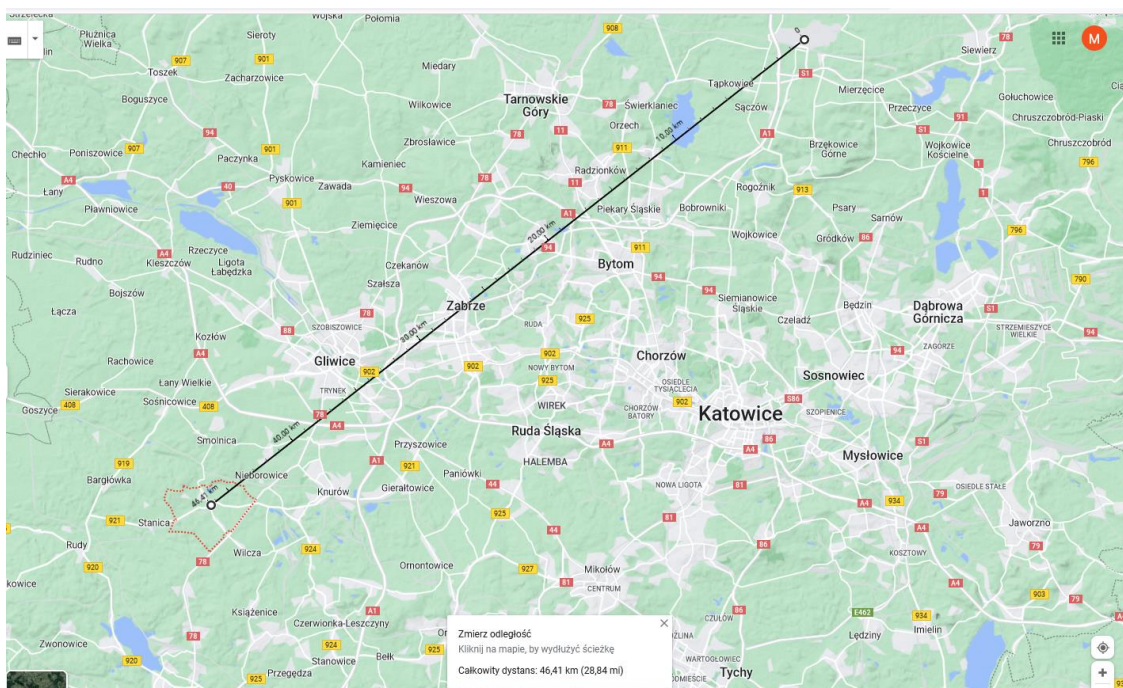 Wojska
Połomia
Płużnica
Wielka
Sieroty
907
901
908
Toszek
Zacharzowice
Miedary
Boguszyce
Wilkowice
Tarnowskie
Góry
78
Świerklaniec
Orzech
Tąpkowice
Sączów
0
S1
Siewierz
78
M
Mierzęcice
Przeczyce
Gołuchowice
Chruszczobród-Piaski
Chruszczobród
94
Chechło
Poniszowice
907
901
Paczynka
Zbrosławice
Kamieniec
78
11
10,00 km
911
A1
Brzękowice
Górne
S1
91
Wojkowice
Kościelne
1
796
Łany
A4
40
Pyskowice
Zawada
94
Wieszowa
78
Radzionków
11
Rogoźnik
913
1
Pławniowice
901
Ziemięcice
A1
Piekary Śląskie
Bobrowniki
Psary
Sarnów
796
20,00 km
94
911
Wojkowice
Gródków
86
Rudziniec
Rudno
A4
Kleszczów
Rzeczyce
Ligota
Łabędzka
Czekanów
Szałsza
Bytom
94
94
790
Bojszów
Zabrze
Siemianowice
Śląskie
Będzin
Dąbrowa
Górnicza
S1
Łącza
Kozłów
88
SZOBISZOWICE
78
30,00 km
RUDA
925
Czeladź
STRZEMIESZYCE
WIELKIE
94
Rachowice
A4
Gliwice
902
902
902
NOWY BYTOM
925
Chorzów
94
ZAGÓRZE
Sierakowice
408
Łany Wielkie
Sośnicowice
408
TRYNEK
OSIEDLE
TYSIĄCLECIA
902
Sosnowiec
Goszyce
78
A4
WIREK
CHORZÓW
BATORY
S86
Katowice
SZOPIENICE
Smolnica
40,00 km
Przyszowice
Ruda Śląska
A4
86
A4
S1
919
Bargłówka
Nieborowice
A1
921
Paniówki
HALEMBA
Mysłowice
46,41 km
Knurów
Gierałtowice
44
NOWA LIGOTA
81
79
OSIEDLE STAŁE
921
Stanica
925
A4
934
81
Jaworzno
Rudy
Wilcza
924
44
86
79
920
78
KOSZTOWY
Ornontowice
927
Mikołów
CENTRUM
81
A4
903
79
Książenice
A1
E462
934
Imielin
Czerwionka-Leszczyny
CZUŁÓW
86
Lędziny
Zwonowice
78
924
Stanowice
Bełk
WARTOGŁOWIEC
920
925
Przegędza
Tychy
Zmierz odległość
Kliknij na mapie, by wydłużyć ścieżkę
Całkowity dystans: 46,41 km (28,84 mi)